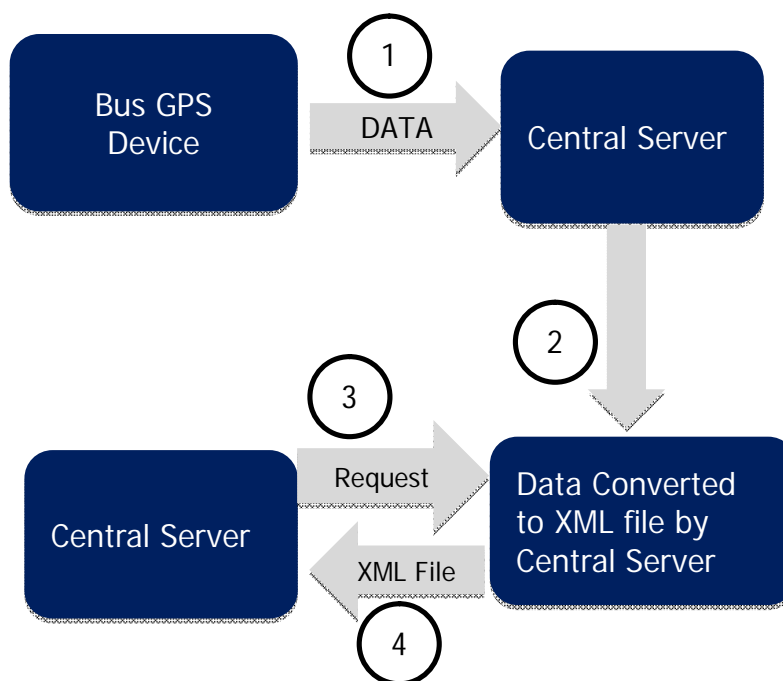 1
Bus GPS
Device
DATA
Central Server
2
3
Central Server
Request
Data Converted
to XML file by
Central Server
XML File
4